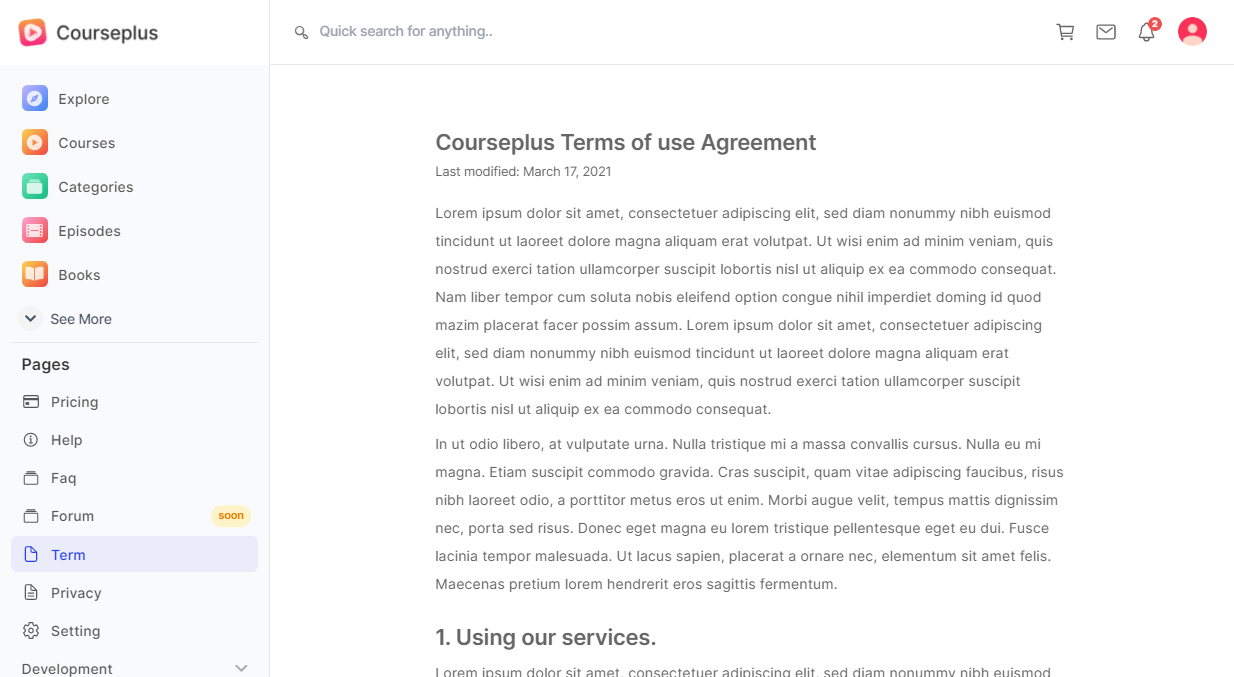 Courseplus
Quick search for anything..
2
Explore
Courses
Categories
Episodes
Books
See More
Pages
Pricing
Help
Faq
Forum
soon
Term
Privacy
Setting
Development
Courseplus Terms of use Agreement
Last modified: March 17, 2021
Lorem ipsum dolor sit amet, consectetuer adipiscing elit, sed diam nonummy nibh euismod
tincidunt ut laoreet dolore magna aliquam erat volutpat. Ut wisi enim ad minim veniam, quis
nostrud exerci tation ullamcorper suscipit lobortis nisl ut aliquip ex ea commodo consequat.
Nam liber tempor cum soluta nobis eleifend option congue nihil imperdiet doming id quod
mazim placerat facer possim assum. Lorem ipsum dolor sit amet, consectetuer adipiscing
elit, sed diam nonummy nibh euismod tincidunt ut laoreet dolore magna aliquam erat
volutpat. Ut wisi enim ad minim veniam, quis nostrud exerci tation ullamcorper suscipit
lobortis nisl ut aliquip ex ea commodo consequat.
In ut odio libero, at vulputate urna. Nulla tristique mi a massa convallis cursus. Nulla eu mi
magna. Etiam suscipit commodo gravida. Cras suscipit, quam vitae adipiscing faucibus, risus
nibh laoreet odio, a porttitor metus eros ut enim. Morbi augue velit, tempus mattis dignissim
nec, porta sed risus. Donec eget magna eu lorem tristique pellentesque eget eu dui. Fusce
lacinia tempor malesuada. Ut lacus sapien, placerat a ornare nec, elementum sit amet felis.
Maecenas pretium lorem hendrerit eros sagittis fermentum.
1. Using our services.
Lorem ipsum dolor sit amet, consectetuer adipiscing elit, sed diam nonummy nibh euismod